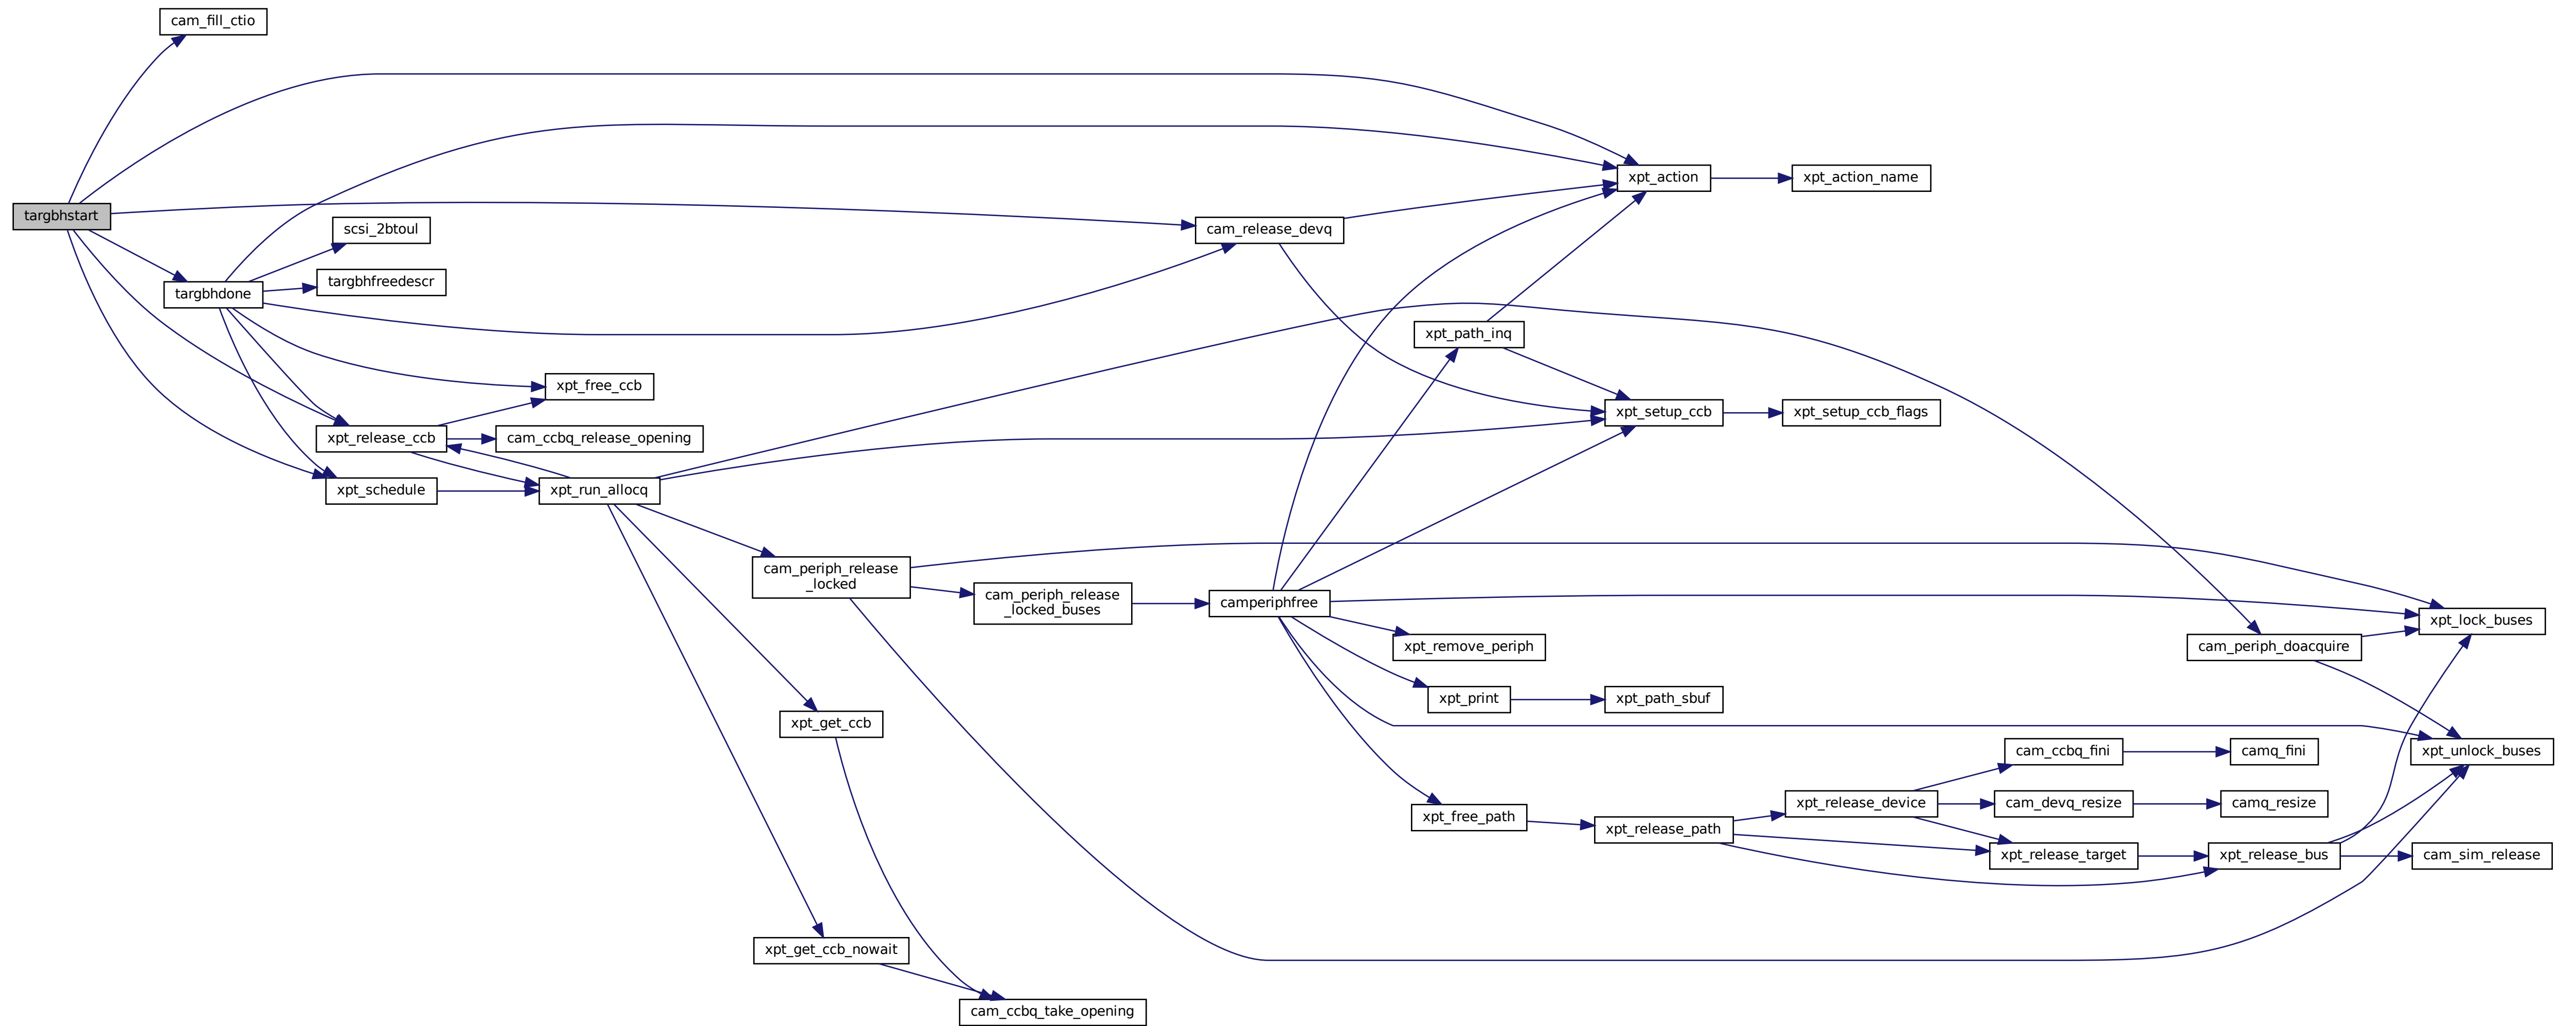 cam_fill_ctio
xpt_action
xpt_action_name
targbhstart
scsi_2btoul
cam_release_devq
targbhfreedescr
targbhdone
xpt_path_inq
xpt_free_ccb
xpt_setup_ccb
xpt_setup_ccb_flags
xpt_release_ccb
cam_ccbq_release_opening
xpt_schedule
xpt_run_allocq
cam_periph_release
_locked
cam_periph_release
_locked_buses
camperiphfree
xpt_lock_buses
xpt_remove_periph
cam_periph_doacquire
xpt_print
xpt_path_sbuf
xpt_get_ccb
cam_ccbq_fini
camq_fini
xpt_unlock_buses
xpt_release_device
cam_devq_resize
camq_resize
xpt_free_path
xpt_release_path
xpt_release_target
xpt_release_bus
cam_sim_release
xpt_get_ccb_nowait
cam_ccbq_take_opening